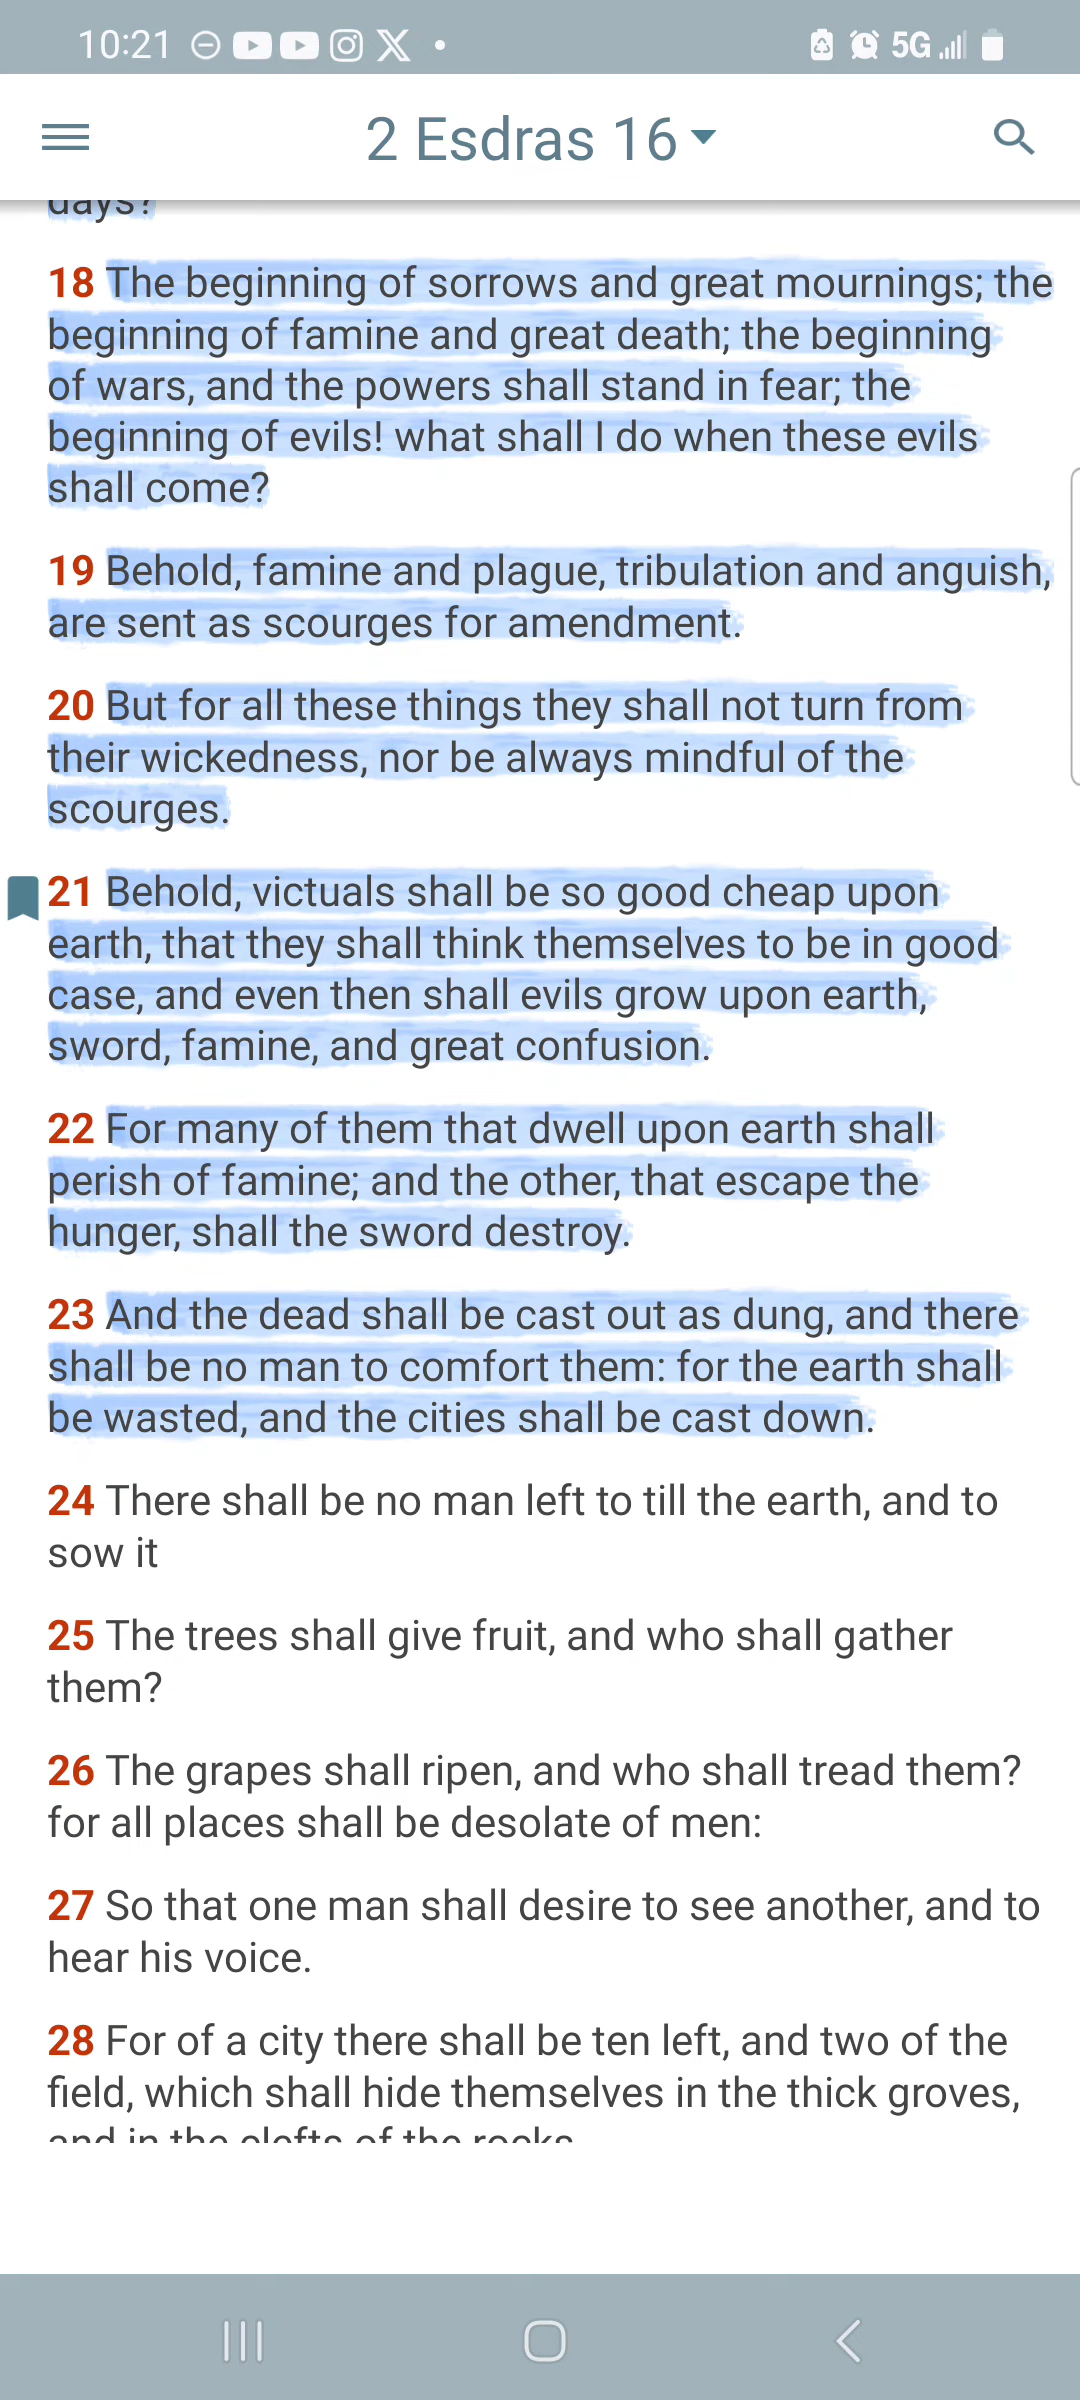 10:21
5G
2 Esdras 16
days?
18 The beginning of sorrows and great mournings; the
beginning of famine and great death; the beginning
of wars, and the powers shall stand in fear; the
beginning of evils! what shall I do when these evils
shall come?
19 Behold, famine and plague, tribulation and anguish,
are sent as scourges for amendment.
20 But for all these things they shall not turn from
their wickedness, nor be always mindful of the
scourges.
21 Behold, victuals shall be so good cheap upon
earth, that they shall think themselves to be in good
case, and even then shall evils grow upon earth,
sword, famine, and great confusion.
22 For many of them that dwell upon earth shall
perish of famine; and the other, that escape the
hunger, shall the sword destroy.
23 And the dead shall be cast out as dung, and there
shall be no man to comfort them: for the earth shall
be wasted, and the cities shall be cast down.
24 There shall be no man left to till the earth, and to
sow it
25 The trees shall give fruit, and who shall gather
them?
26 The grapes shall ripen, and who shall tread them?
for all places shall be desolate of men:
27 So that one man shall desire to see another, and to
hear his voice.
28 For of a city there shall be ten left, and two of the
field, which shall hide themselves in the thick groves,
and in the clefts of the rocks